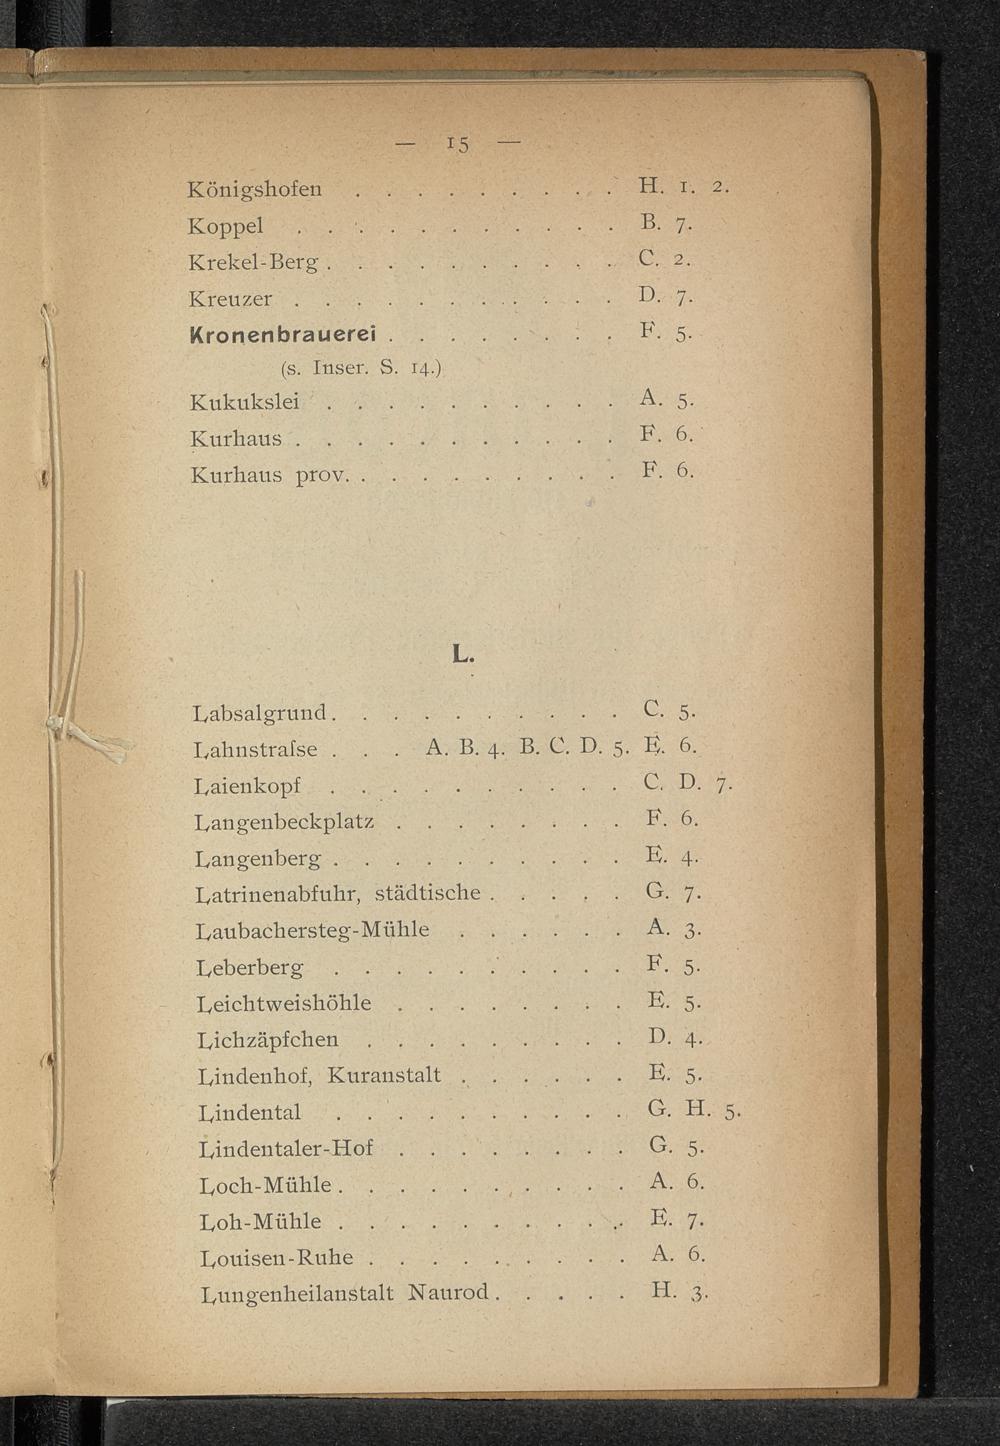 — 15 —
Königshofen . . . . . . . . . H. 1. 2.
Koppel . . . . . . . . . . . B. 7.
Krekel-Berg . . . . . . . . . . C. 2.
Kreuzer . . . . . . . . . . . D. 7.
Kronenbrauerei . . . . . . . . F. 5.
(s. Inser. S. 14.)
Kukukslei . . . . . . . . . . A. 5.
Kurhaus . . . . . . . . . . . F. 6.
Kurhaus prov. . . . . . . . . . F. 6.
L.
Labsalgrund . . . . . . . . . . C. 5.
Lahnstraſse . . . A. B. 4. B. C. D. 5. E. 6.
Laienkopf . . . . . . . . . . C. D. 7.
Langenbeckplatz . . . . . . . . F. 6.
Langenberg . . . . . . . . . . E. 4.
Latrinenabfuhr, städtische . . . . . G. 7.
Laubachersteg-Mühle . . . . . . A. 3.
Leberberg . . . . . . . . . . F. 5.
Leichtweishöhle . . . . . . . . E. 5.
Lichzäpfchen . . . . . . . . . D. 4.
Lindenhof, Kuranstalt . . . . . . E. 5.
Lindental . . . . . . . . . . G. H. 5.
Lindentaler-Hof . . . . . . . . G. 5.
Loch-Mühle . . . . . . . . . . A. 6.
Loh-Mühle . . . . . . . . . . E. 7.
Louisen-Ruhe . . . . . . . . . A. 6.
Lungenheilanstalt Naurod . . . . . H. 3.